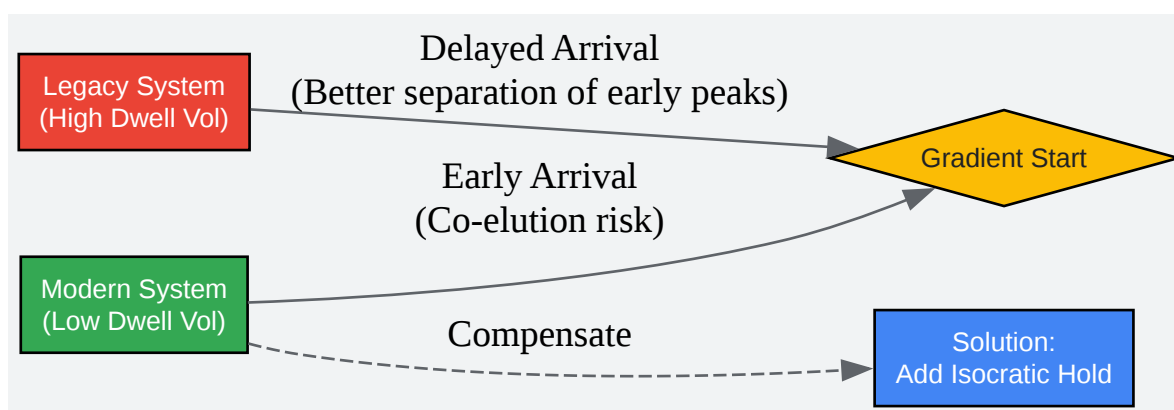 Legacy System
(High Dwell Vol)
Delayed Arrival
(Better separation of early peaks)
Gradient Start
Early Arrival
(Co-elution risk)
Modern System
(Low Dwell Vol)
Compensate
Solution:
Add Isocratic Hold